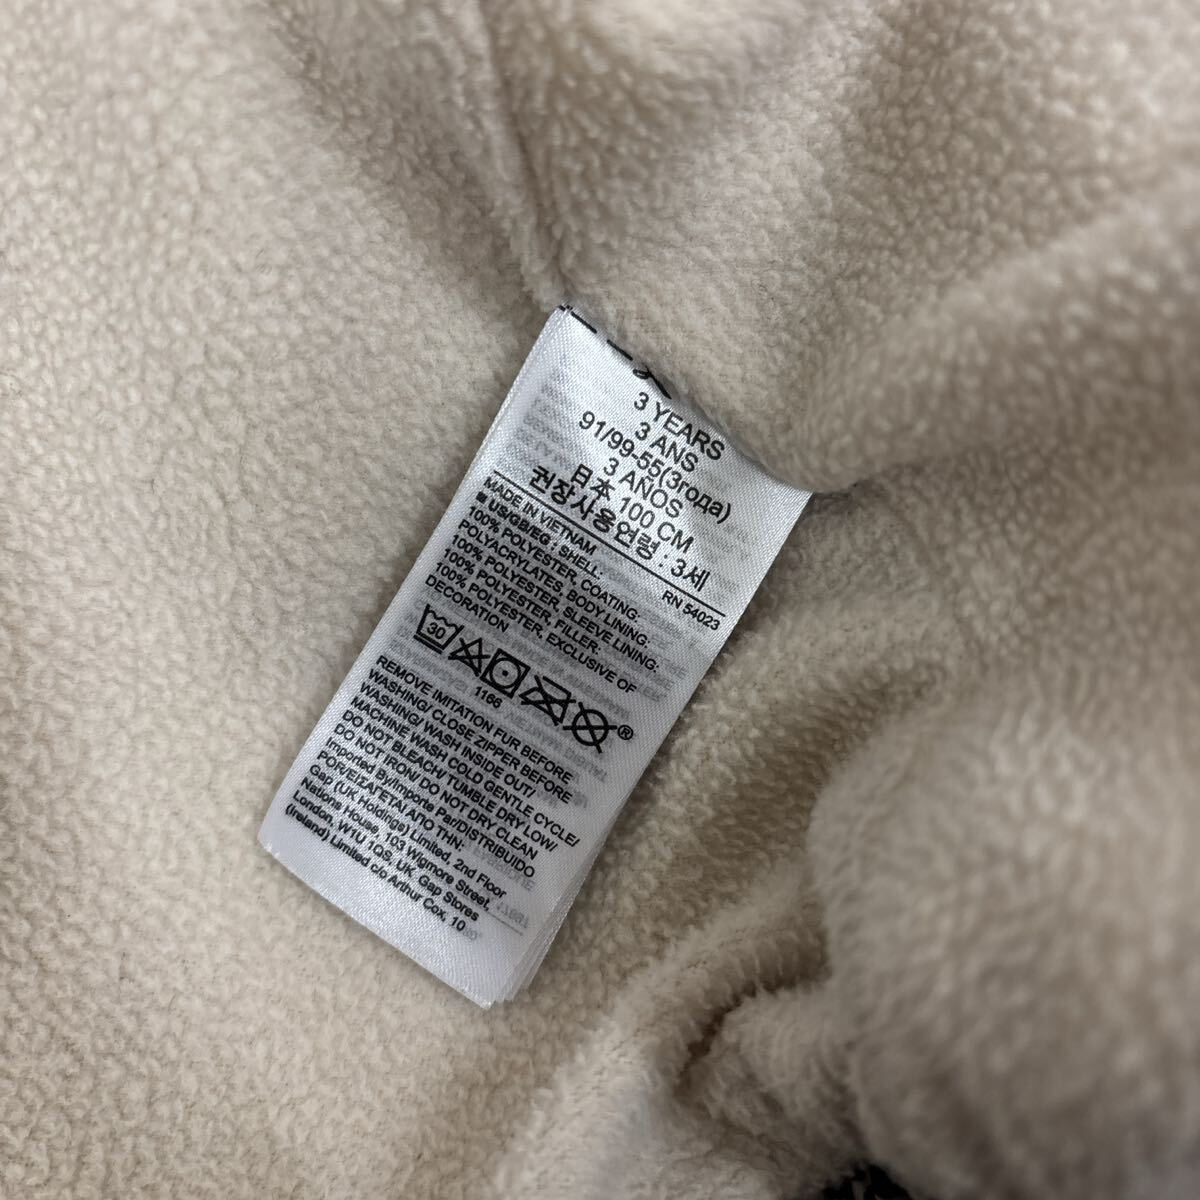 3 YEARS
3 ANS
91/99-55(3года)
3 AÑOS
日本 100 CM
권장사용연령 : 3세
MADE IN VIETNAM
RN 54023
■ US/GB/EG : SHELL:
100% POLYESTER, COATING:
POLYACRYLATES, BODY LINING:
100% POLYESTER, SLEEVE LINING:
100% POLYESTER, FILLER:
100% POLYESTER, EXCLUSIVE OF
DECORATION
30
1166
®
REMOVE IMITATION FUR BEFORE
WASHING/ CLOSE ZIPPER BEFORE
WASHING/ WASH INSIDE OUT/
MACHINE WASH COLD GENTLE CYCLE/
DO NOT BLEACH/ TUMBLE DRY LOW/
DO NOT IRON/ DO NOT DRY CLEAN
Imported By/Importe Par/DISTRIBUIDO
POR/ΕΙΣΑΓΕΤΑΙ ΑΠΟ ΤΗΝ:
Gap (UK Holdings) Limited, 2nd Floor
Nations House, 103 Wigmore Street,
London, W1U 1QS, UK, Gap Stores
(Ireland) Limited c/o Arthur Cox, 10